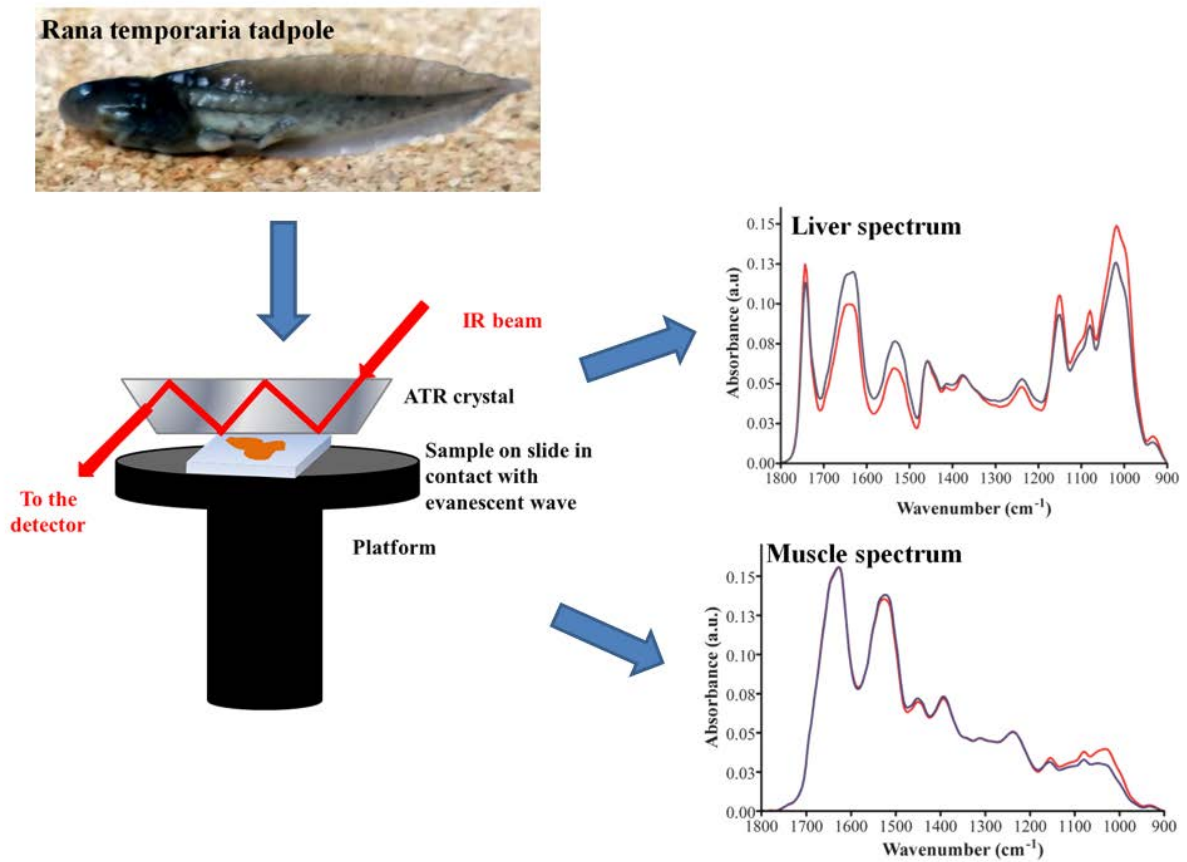 Rana temporaria tadpole
IR beam
ATR crystal
Sample on slide in
contact with
evanescent wave
To the
detector
Platform
Liver spectrum
Absorbance (a.u)
0.15
0.13
0.10
0.08
0.05
0.03
0.00
1800 1700 1600 1500 1400 1300 1200 1100 1000 900
Wavenumber (cm⁻¹)
Muscle spectrum
Absorbance (a.u.)
0.15
0.13
0.10
0.08
0.05
0.03
0.00
1800 1700 1600 1500 1400 1300 1200 1100 1000 900
Wavenumber (cm⁻¹)